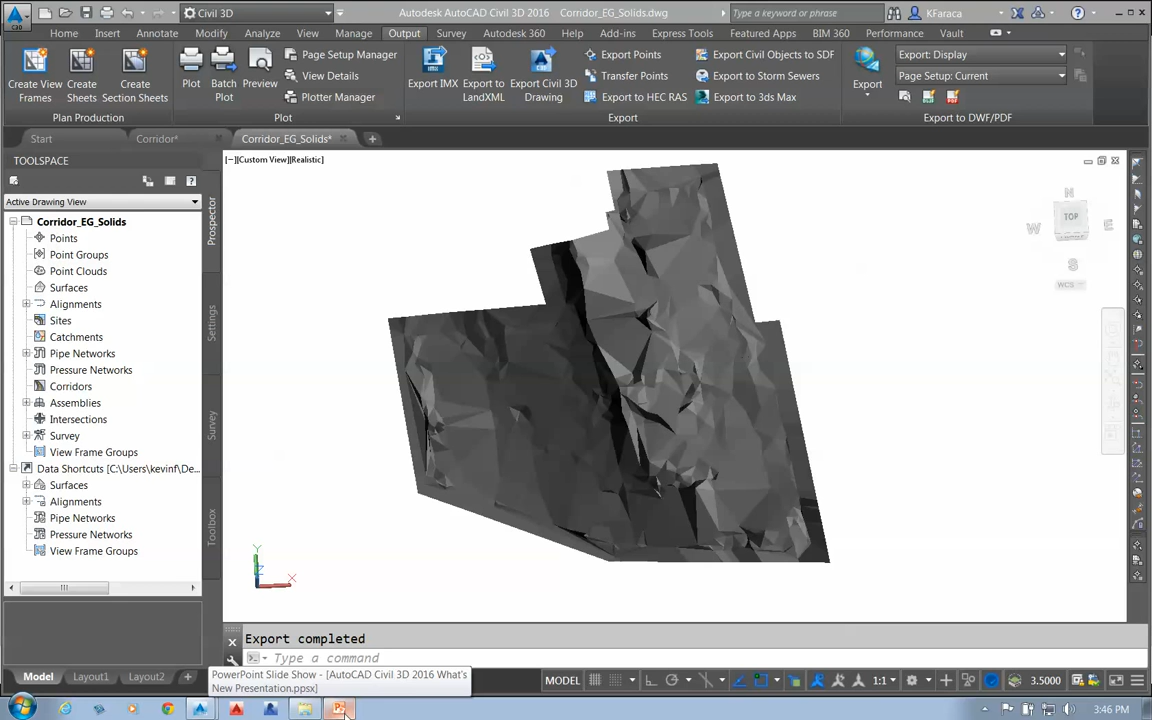 Civil 3D
Autodesk AutoCAD Civil 3D 2016 Corridor_EG_Solids.dwg
Type a keyword or phrase
KFaraca
Home Insert Annotate Modify Analyze View Manage Output Survey Autodesk 360 Help Add-ins Express Tools Featured Apps BIM 360 Performance Vault
Create View Frames
Create Sheets
Create Section Sheets
Plan Production
Plot
Batch Plot
Preview
Page Setup Manager
View Details
Plotter Manager
Plot
Export IMX
Export to LandXML
Export Civil 3D Drawing
Export Points
Transfer Points
Export to HEC RAS
Export Civil Objects to SDF
Export to Storm Sewers
Export to 3ds Max
Export
Export
Export: Display
Page Setup: Current
Export to DWF/PDF
Start
Corridor*
Corridor_EG_Solids*
TOOLSPACE
Active Drawing View
Corridor_EG_Solids
Points
Point Groups
Point Clouds
Surfaces
Alignments
Sites
Catchments
Pipe Networks
Pressure Networks
Corridors
Assemblies
Intersections
Survey
View Frame Groups
Data Shortcuts [C:\Users\kevinf\De...
Surfaces
Alignments
Pipe Networks
Pressure Networks
View Frame Groups
Prospector
Settings
Survey
Toolbox
[−][Custom View][Realistic]
N
W
TOP
E
S
WCS
Y
Z
X
Export completed
Type a command
Model Layout1 Layout2 +
PowerPoint Slide Show - [AutoCAD Civil 3D 2016 What's
New Presentation.ppsx]
MODEL
1:1
3.5000
3:46 PM